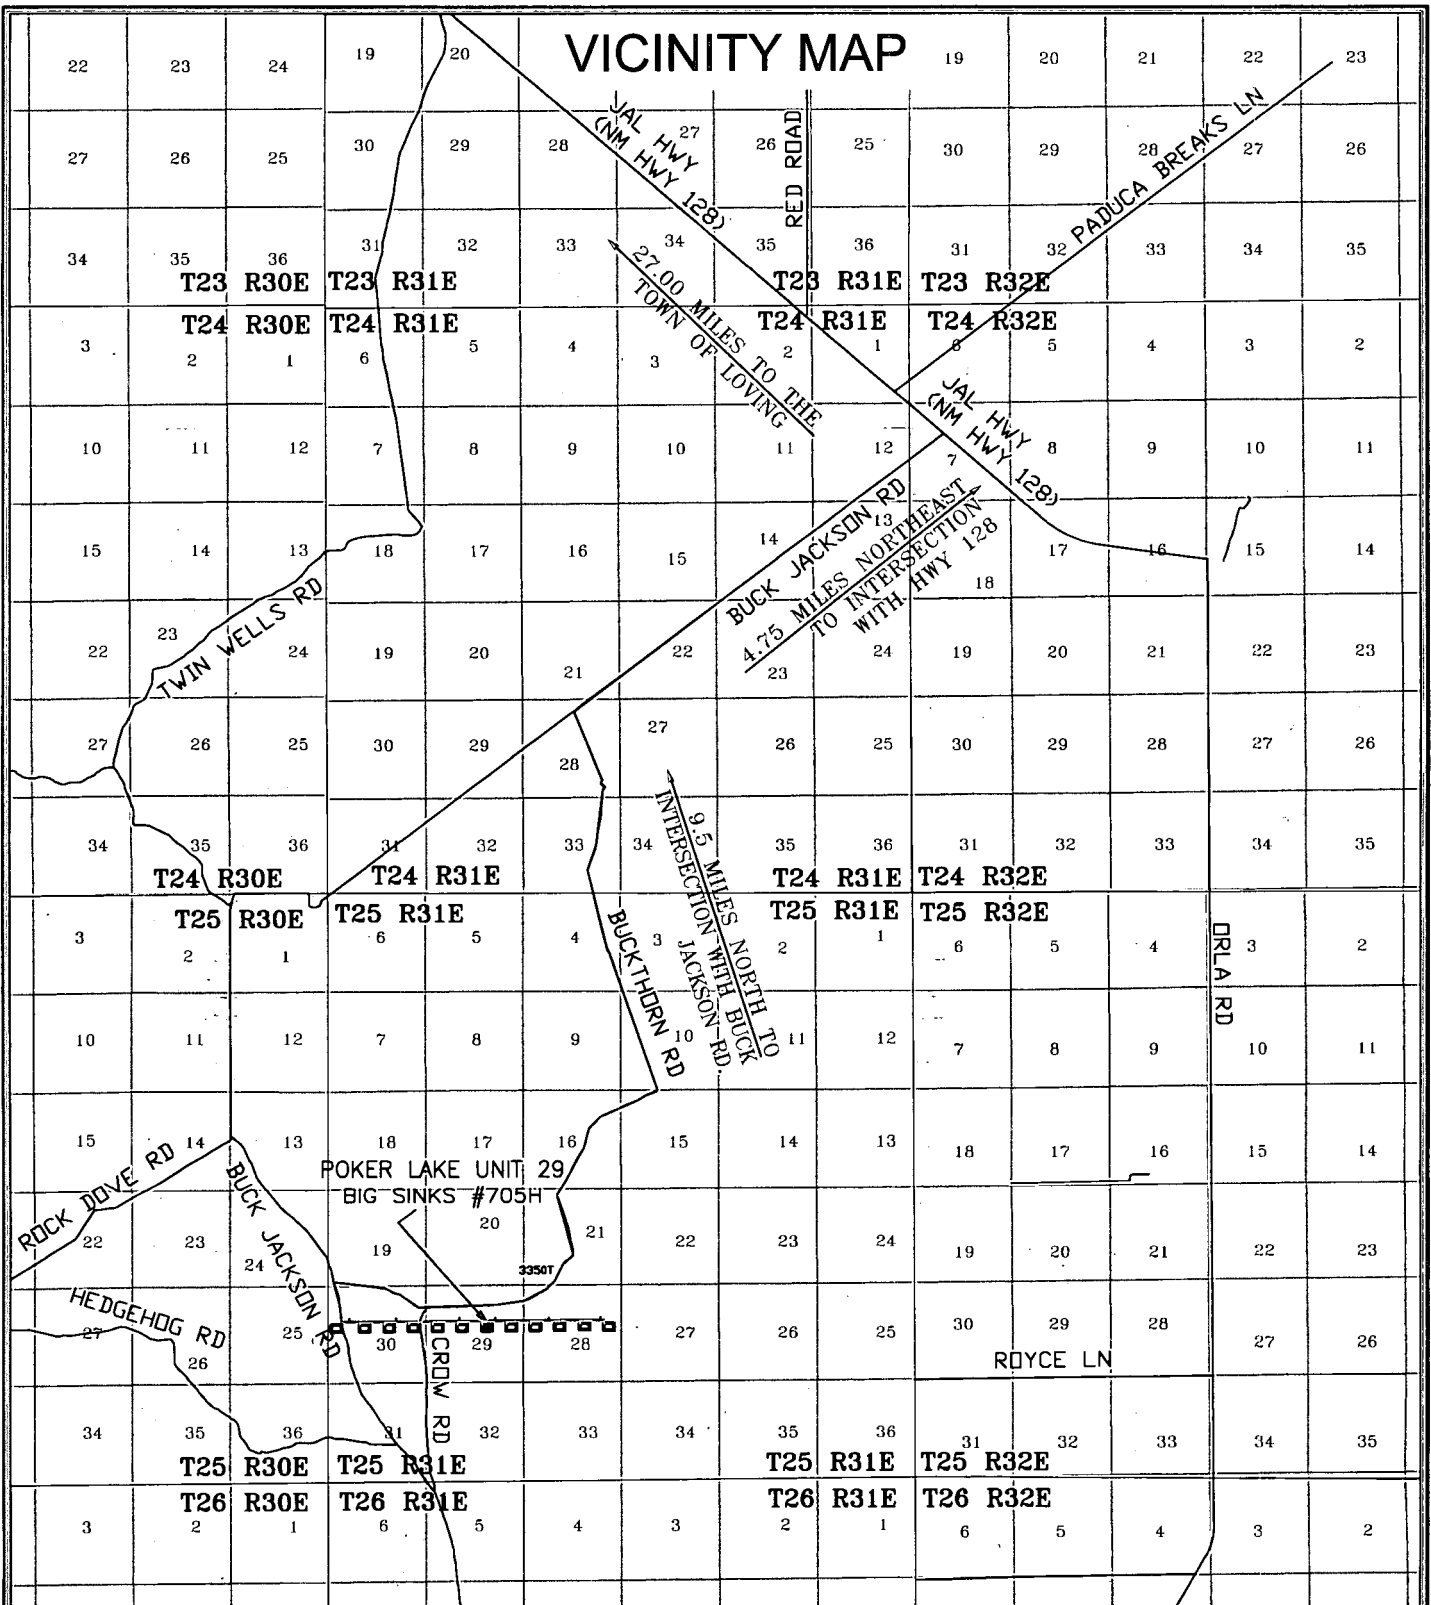 VICINITY MAP
22 23 24 19 20 19 20 21 22 23
JAL HWY
(NM HWY 128)
RED ROAD
PADUCA BREAKS LN
27 26 25 30 29 28 27 26 25 30 29 28 27 26
34 35 36 31 32 33 34 35 36 31 32 33 34 35
T23 R30E T23 R31E T23 R31E T23 R32E
27.00 MILES TO THE
TOWN OF LOVING
T24 R30E T24 R31E T24 R31E T24 R32E
3 2 1 6 5 4 3 2 1 6 5 4 3 2
JAL HWY
(NM HWY 128)
10 11 12 7 8 9 10 11 12 7 8 9 10 11
BUCK JACKSON RD
4.75 MILES NORTHEAST
TO INTERSECTION
WITH HWY 128
15 14 13 18 17 16 15 14 13 18 17 16 15 14
TWIN WELLS RD
22 23 24 19 20 21 22 23 24 19 20 21 22 23
27 26 25 30 29 28 27 26 25 30 29 28 27 26
9.5 MILES NORTH TO
INTERSECTION WITH BUCK
JACKSON RD.
34 35 36 31 32 33 34 35 36 31 32 33 34 35
T24 R30E T24 R31E T24 R31E T24 R32E
T25 R30E T25 R31E T25 R31E T25 R32E
3 2 1 6 5 4 3 2 1 6 5 4 3 2
BUCKTHORN RD
ORLA RD
10 11 12 7 8 9 10 11 12 7 8 9 10 11
15 14 13 18 17 16 15 14 13 18 17 16 15 14
ROCK DOVE RD
BUCK JACKSON RD
POKER LAKE UNIT 29
BIG SINKS #705H
22 23 24 19 20 21 22 23 24 19 20 21 22 23
3350T
HEDGEHOG RD
27 26 25 30 29 28 27 26 25 30 29 28 27 26
CROW RD
ROYCE LN
34 35 36 31 32 33 34 35 36 31 32 33 34 35
T25 R30E T25 R31E T25 R31E T25 R32E
T26 R30E T26 R31E T26 R31E T26 R32E
3 2 1 6 5 4 3 2 1 6 5 4 3 2